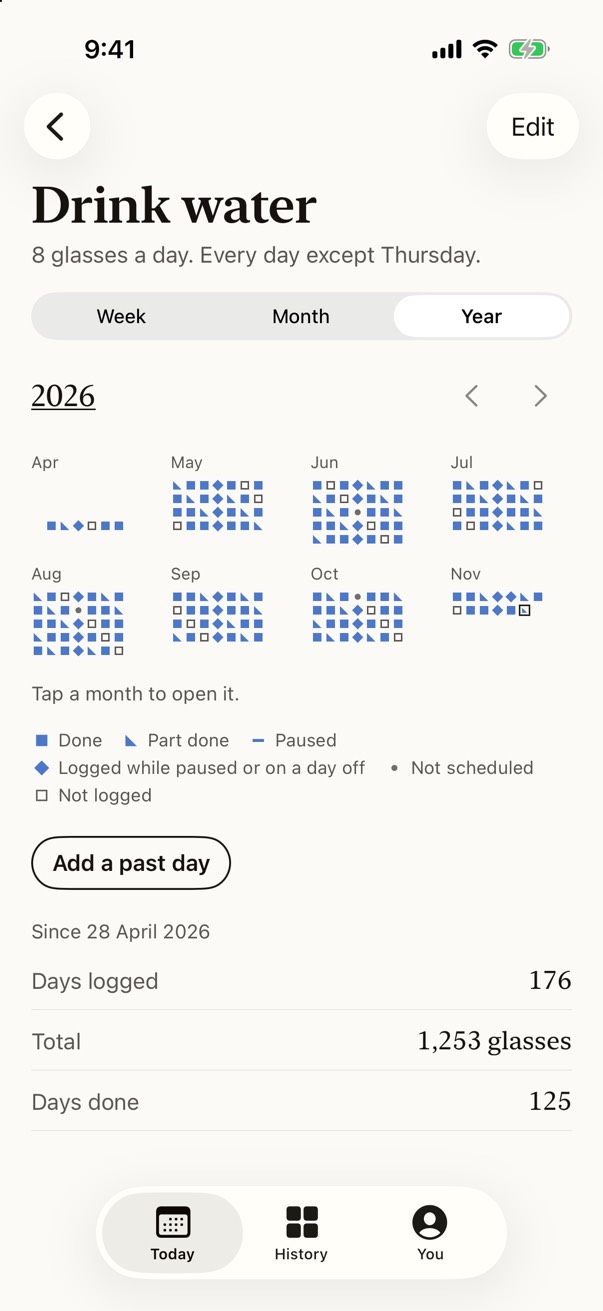 9:41
Edit
Drink water
8 glasses a day. Every day except Thursday.
Week Month Year
2026
Apr May Jun Jul
Aug Sep Oct Nov
Tap a month to open it.
Done Part done Paused
Logged while paused or on a day off Not scheduled
Not logged
Add a past day
Since 28 April 2026
Days logged 176
Total 1,253 glasses
Days done 125
Today History You